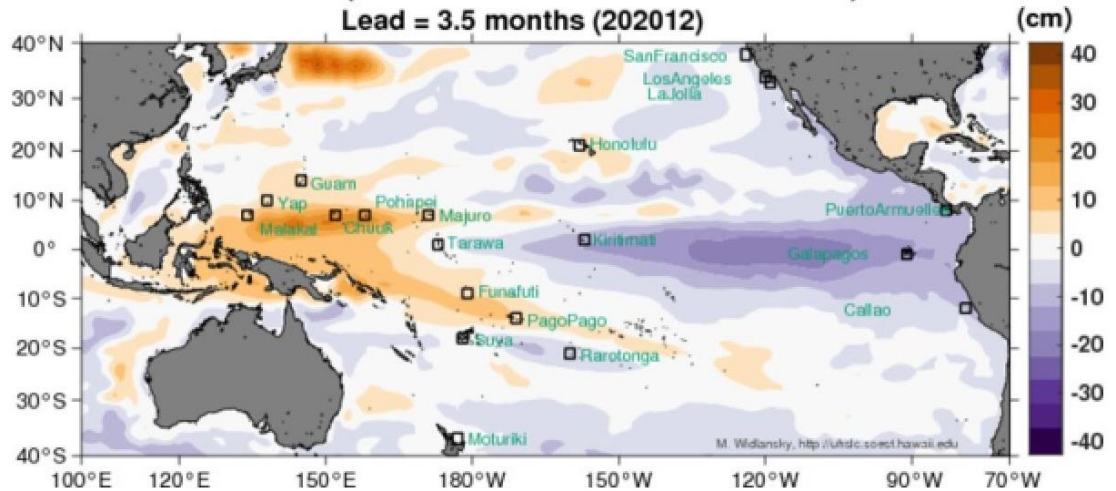 Lead = 3.5 months (202012)
(cm)
40°N
30°N
20°N
10°N
0°
10°S
20°S
30°S
40°S
SanFrancisco
LosAngeles
LaJolla
Honolulu
Guam
Yap
Pohnpei
Malakal
Chuuk
Majuro
PuertoArmuelle
Tarawa
Kiritimati
Galapagos
Funafuti
Callao
PagoPago
Suva
Rarotonga
Moturiki
M. Widlansky, http://uhslc.soest.hawaii.edu
100°E
120°E
150°E
180°W
150°W
120°W
90°W
70°W
40
30
20
10
0
-10
-20
-30
-40